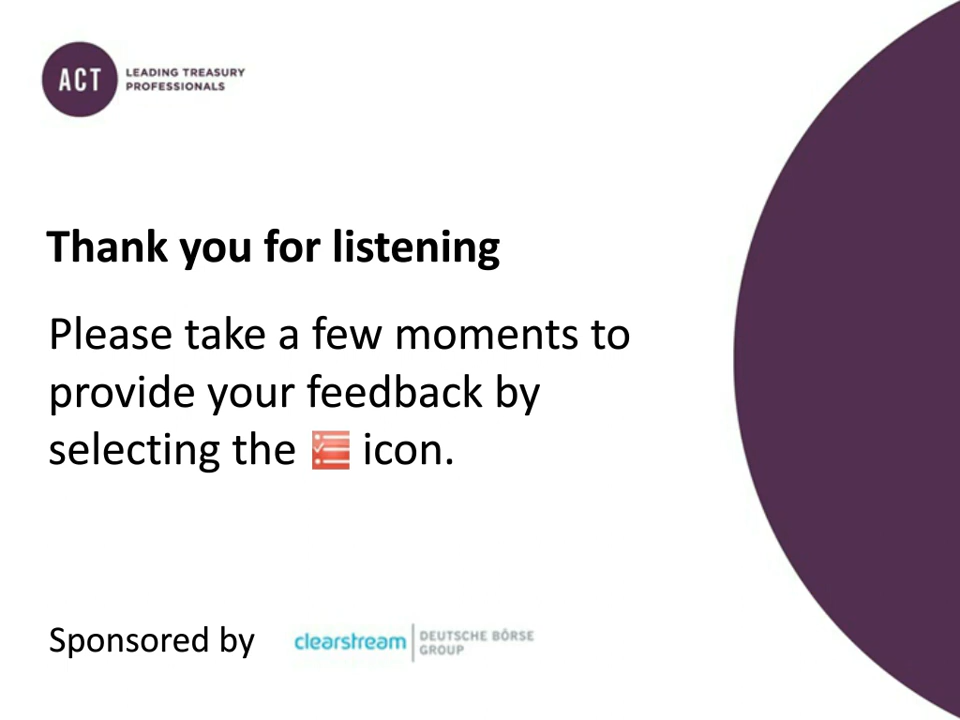 ACT
LEADING TREASURY
PROFESSIONALS
Thank you for listening
Please take a few moments to
provide your feedback by
selecting the icon.
Sponsored by
clearstream
DEUTSCHE BÖRSE
GROUP